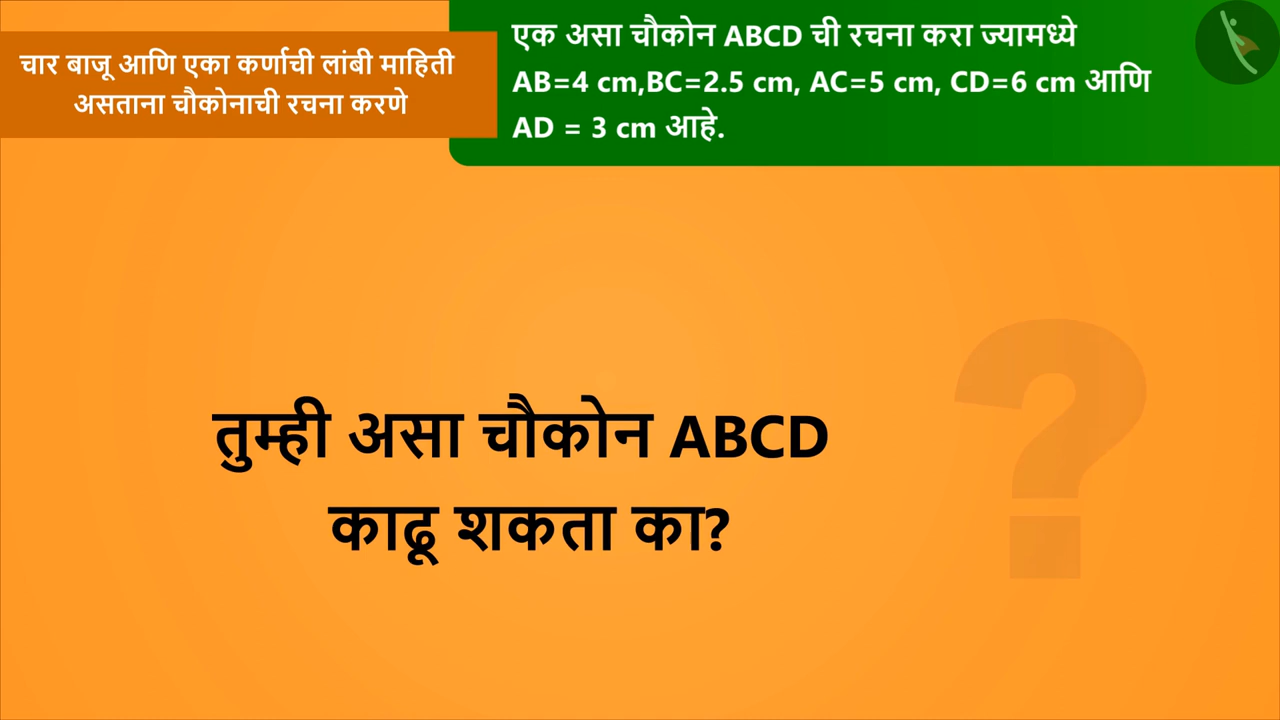 चार बाजू आणि एका कर्णाची लांबी माहिती
असताना चौकोनाची रचना करणे
एक असा चौकोन ABCD ची रचना करा ज्यामध्ये
AB=4 cm,BC=2.5 cm, AC=5 cm, CD=6 cm आणि
AD = 3 cm आहे.
तुम्ही असा चौकोन ABCD
काढू शकता का?
?